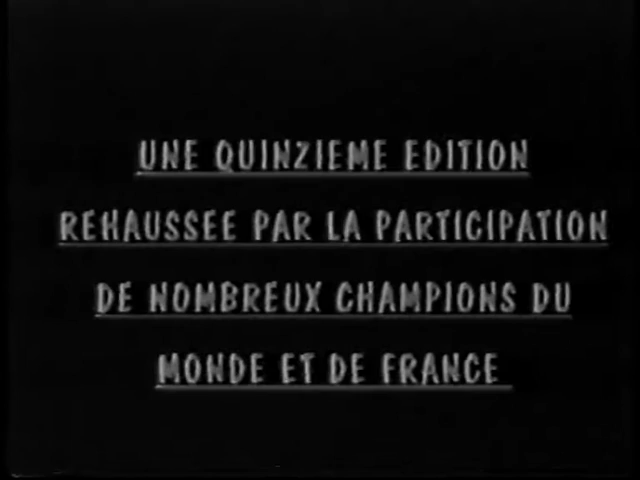 UNE QUINZIEME EDITION
REHAUSSEE PAR LA PARTICIPATION
DE NOMBREUX CHAMPIONS DU
MONDE ET DE FRANCE